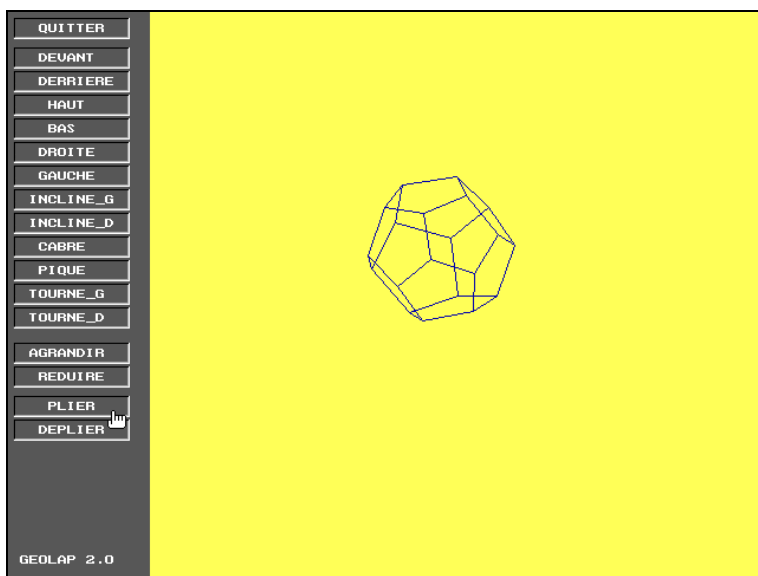 QUITTER
DEVANT
DERRIERE
HAUT
BAS
DROITE
GAUCHE
INCLINE_G
INCLINE_D
CABRE
PIQUE
TOURNE_G
TOURNE_D
AGRANDIR
REDUIRE
PLIER
DEPLIER
GEOLAP 2.0